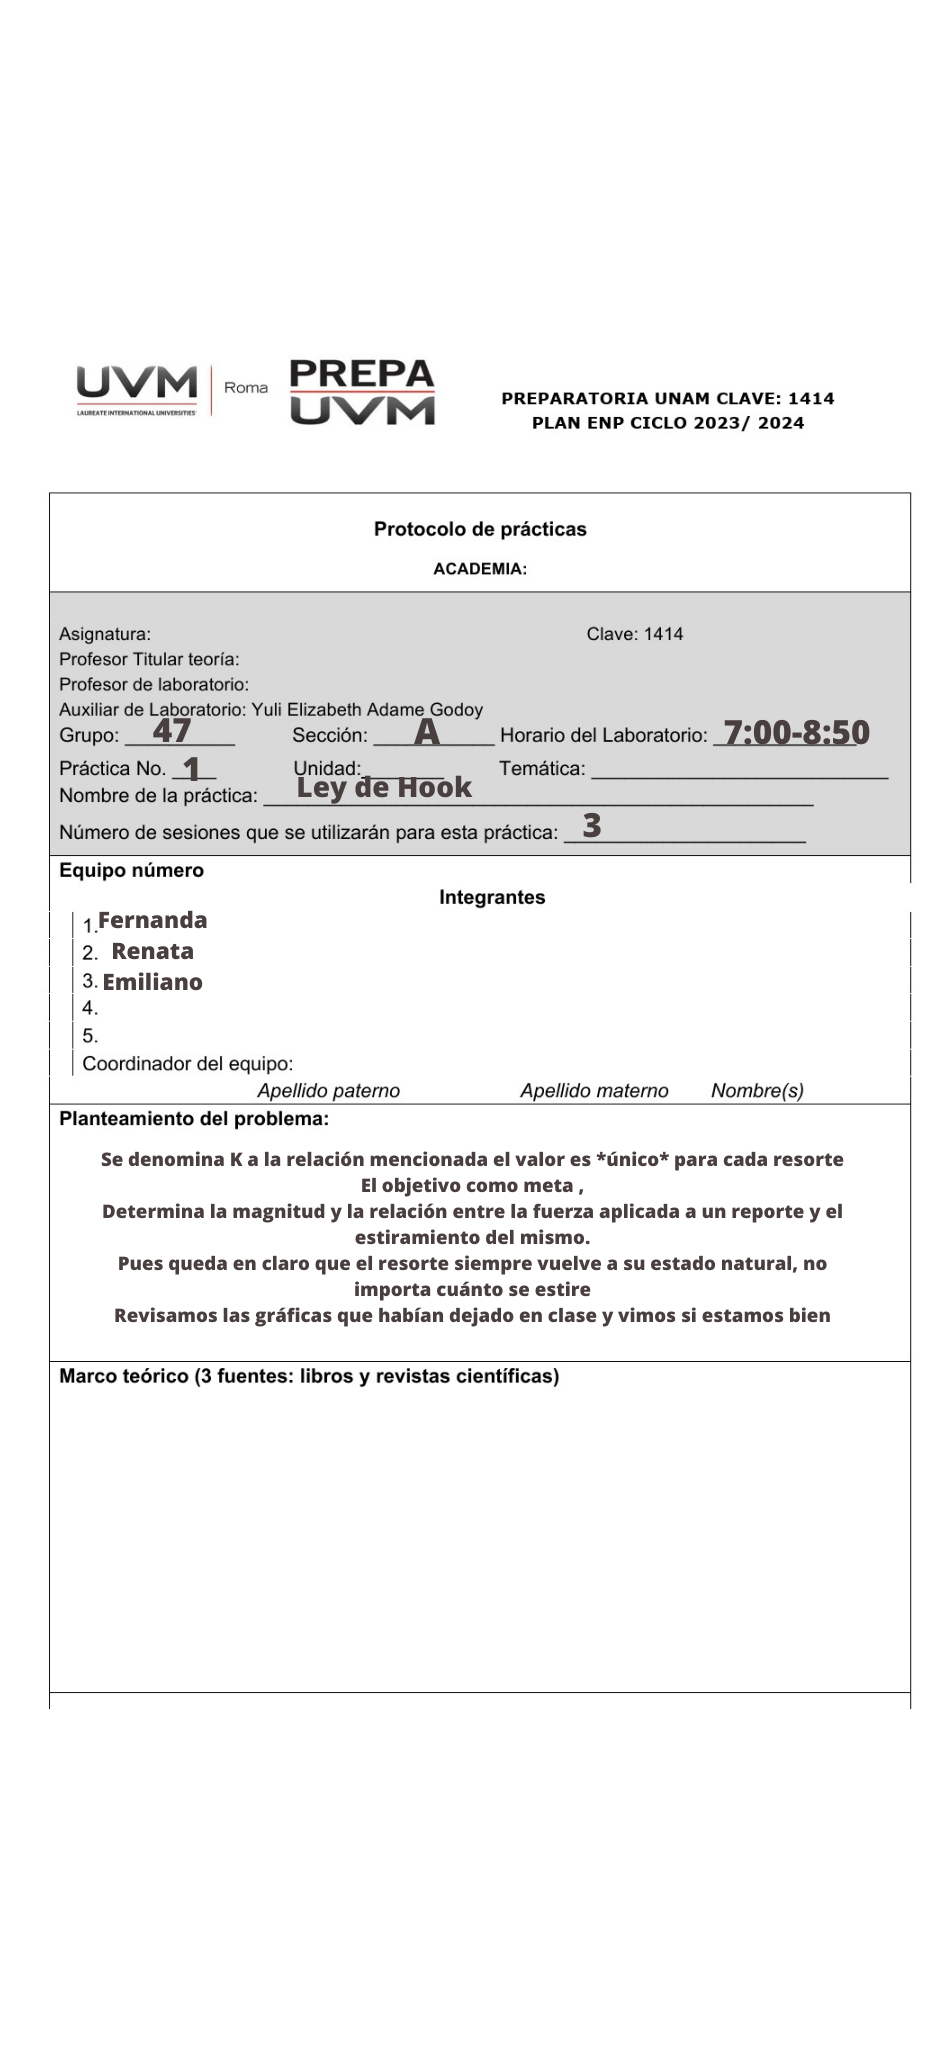 UVM
LAUREATE INTERNATIONAL UNIVERSITIES
Roma
PREPA
UVM
PREPARATORIA UNAM CLAVE: 1414
PLAN ENP CICLO 2023/ 2024
Protocolo de prácticas
ACADEMIA:
Asignatura: Clave: 1414
Profesor Titular teoría:
Profesor de laboratorio:
Auxiliar de Laboratorio: Yuli Elizabeth Adame Godoy
Grupo: 47 Sección: A Horario del Laboratorio: 7:00-8:50
Práctica No. 1 Unidad: Temática:
Nombre de la práctica: Ley de Hook
Número de sesiones que se utilizarán para esta práctica: 3
Equipo número
Integrantes
1. Fernanda
2. Renata
3. Emiliano
4.
5.
Coordinador del equipo:
Apellido paterno Apellido materno Nombre(s)
Planteamiento del problema:
Se denomina K a la relación mencionada el valor es *único* para cada resorte
El objetivo como meta ,
Determina la magnitud y la relación entre la fuerza aplicada a un reporte y el
estiramiento del mismo.
Pues queda en claro que el resorte siempre vuelve a su estado natural, no
importa cuánto se estire
Revisamos las gráficas que habían dejado en clase y vimos si estamos bien
Marco teórico (3 fuentes: libros y revistas científicas)